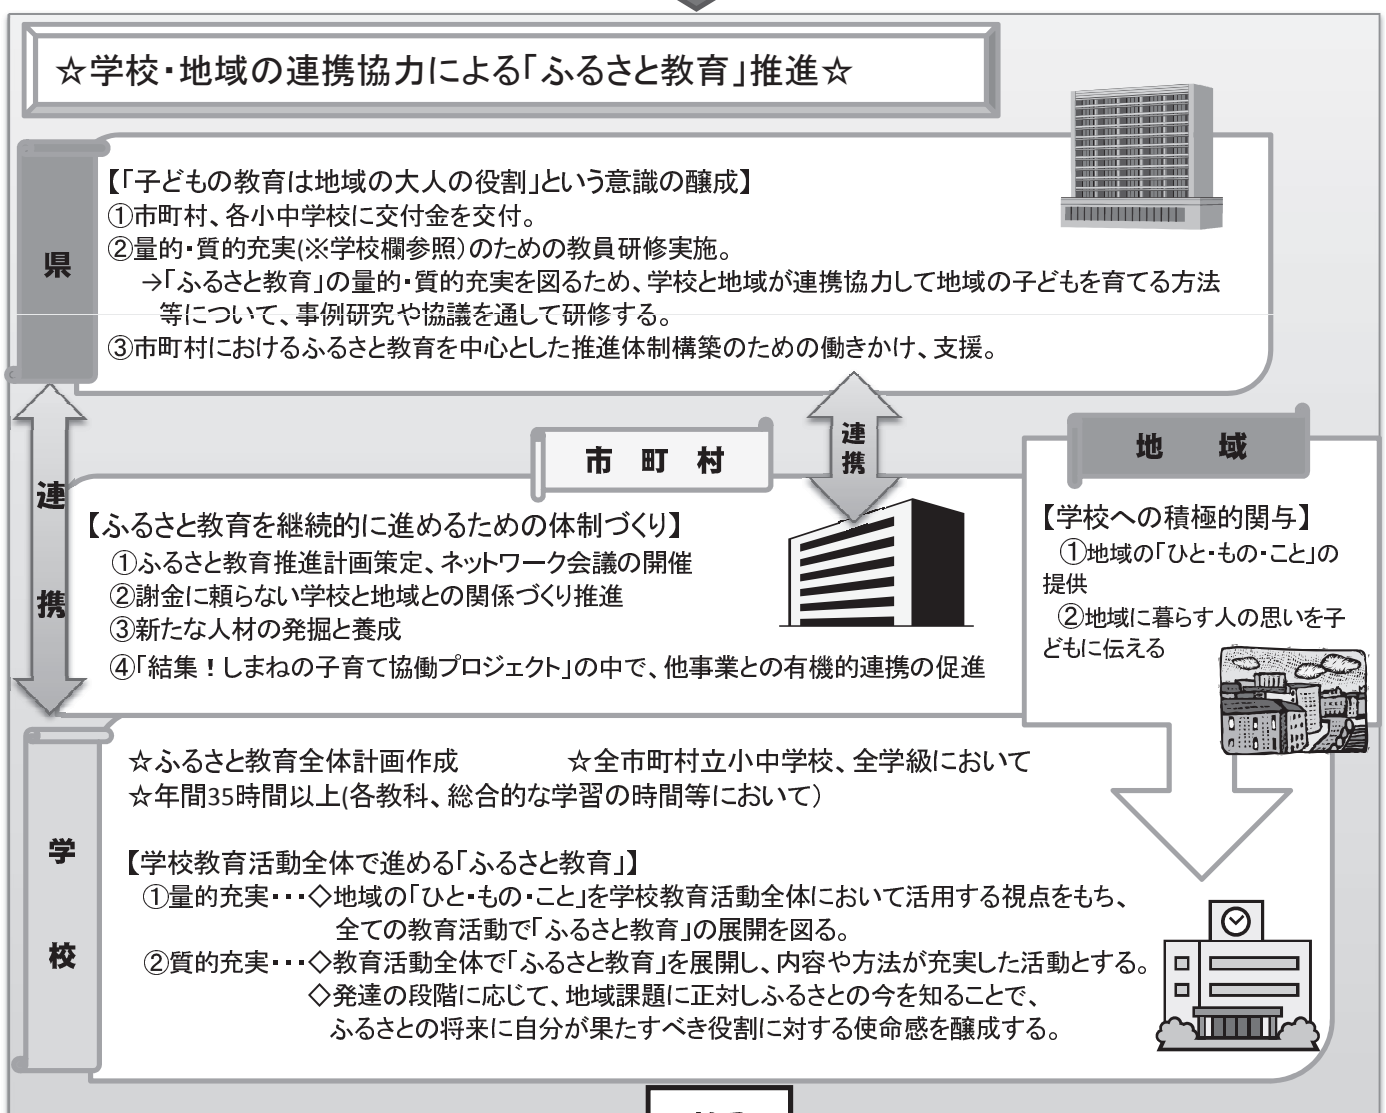 ☆学校・地域の連携協力による「ふるさと教育」推進☆
県
【「子どもの教育は地域の大人の役割」という意識の醸成】
①市町村、各小中学校に交付金を交付。
②量的・質的充実(※学校欄参照)のための教員研修実施。
→「ふるさと教育」の量的・質的充実を図るため、学校と地域が連携協力して地域の子どもを育てる方法
等について、事例研究や協議を通して研修する。
③市町村におけるふるさと教育を中心とした推進体制構築のための働きかけ、支援。
連携
連携
市町村
【ふるさと教育を継続的に進めるための体制づくり】
①ふるさと教育推進計画策定、ネットワーク会議の開催
②謝金に頼らない学校と地域との関係づくり推進
③新たな人材の発掘と養成
④「結集！しまねの子育て協働プロジェクト」の中で、他事業との有機的連携の促進
地域
【学校への積極的関与】
①地域の「ひと・もの・こと」の
提供
②地域に暮らす人の思いを子
どもに伝える
学校
☆ふるさと教育全体計画作成 ☆全市町村立小中学校、全学級において
☆年間35時間以上(各教科、総合的な学習の時間等において)
【学校教育活動全体で進める「ふるさと教育」】
①量的充実・・・◇地域の「ひと・もの・こと」を学校教育活動全体において活用する視点をもち、
全ての教育活動で「ふるさと教育」の展開を図る。
②質的充実・・・◇教育活動全体で「ふるさと教育」を展開し、内容や方法が充実した活動とする。
◇発達の段階に応じて、地域課題に正対しふるさとの今を知ることで、
ふるさとの将来に自分が果たすべき役割に対する使命感を醸成する。